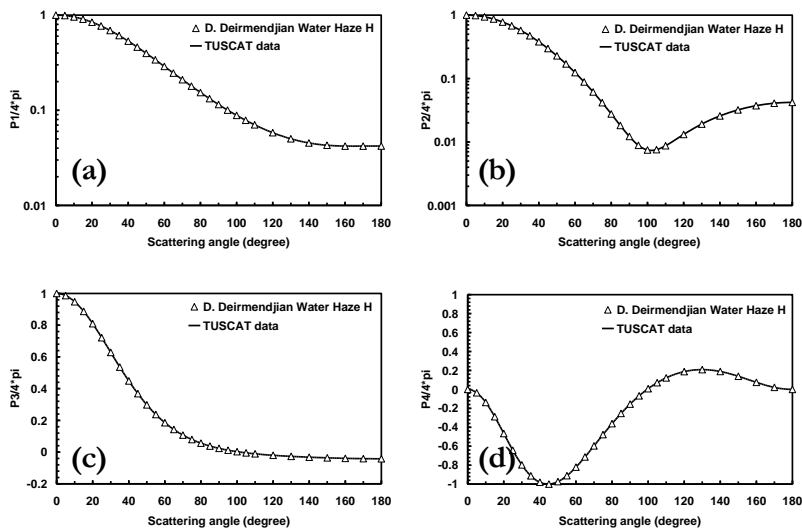 P1/4*pi
1
0.1
0.01
△ D. Deirmendjian Water Haze H
TUSCAT data
(a)
0 20 40 60 80 100 120 140 160 180
Scattering angle (degree)
P2/4*pi
1
0.1
0.01
0.001
△ D. Deirmendjian Water Haze H
TUSCAT data
(b)
0 20 40 60 80 100 120 140 160 180
Scattering angle (degree)
P3/4*pi
1
0.8
0.6
0.4
0.2
0
-0.2
△ D. Deirmendjian Water Haze H
TUSCAT data
(c)
0 20 40 60 80 100 120 140 160 180
Scattering angle (degree)
P4/4*pi
1
0.8
0.6
0.4
0.2
0
-0.2
-0.4
-0.6
-0.8
-1
△ D. Deirmendjian Water Haze H
TUSCAT data
(d)
0 20 40 60 80 100 120 140 160 180
Scattering angle (degree)